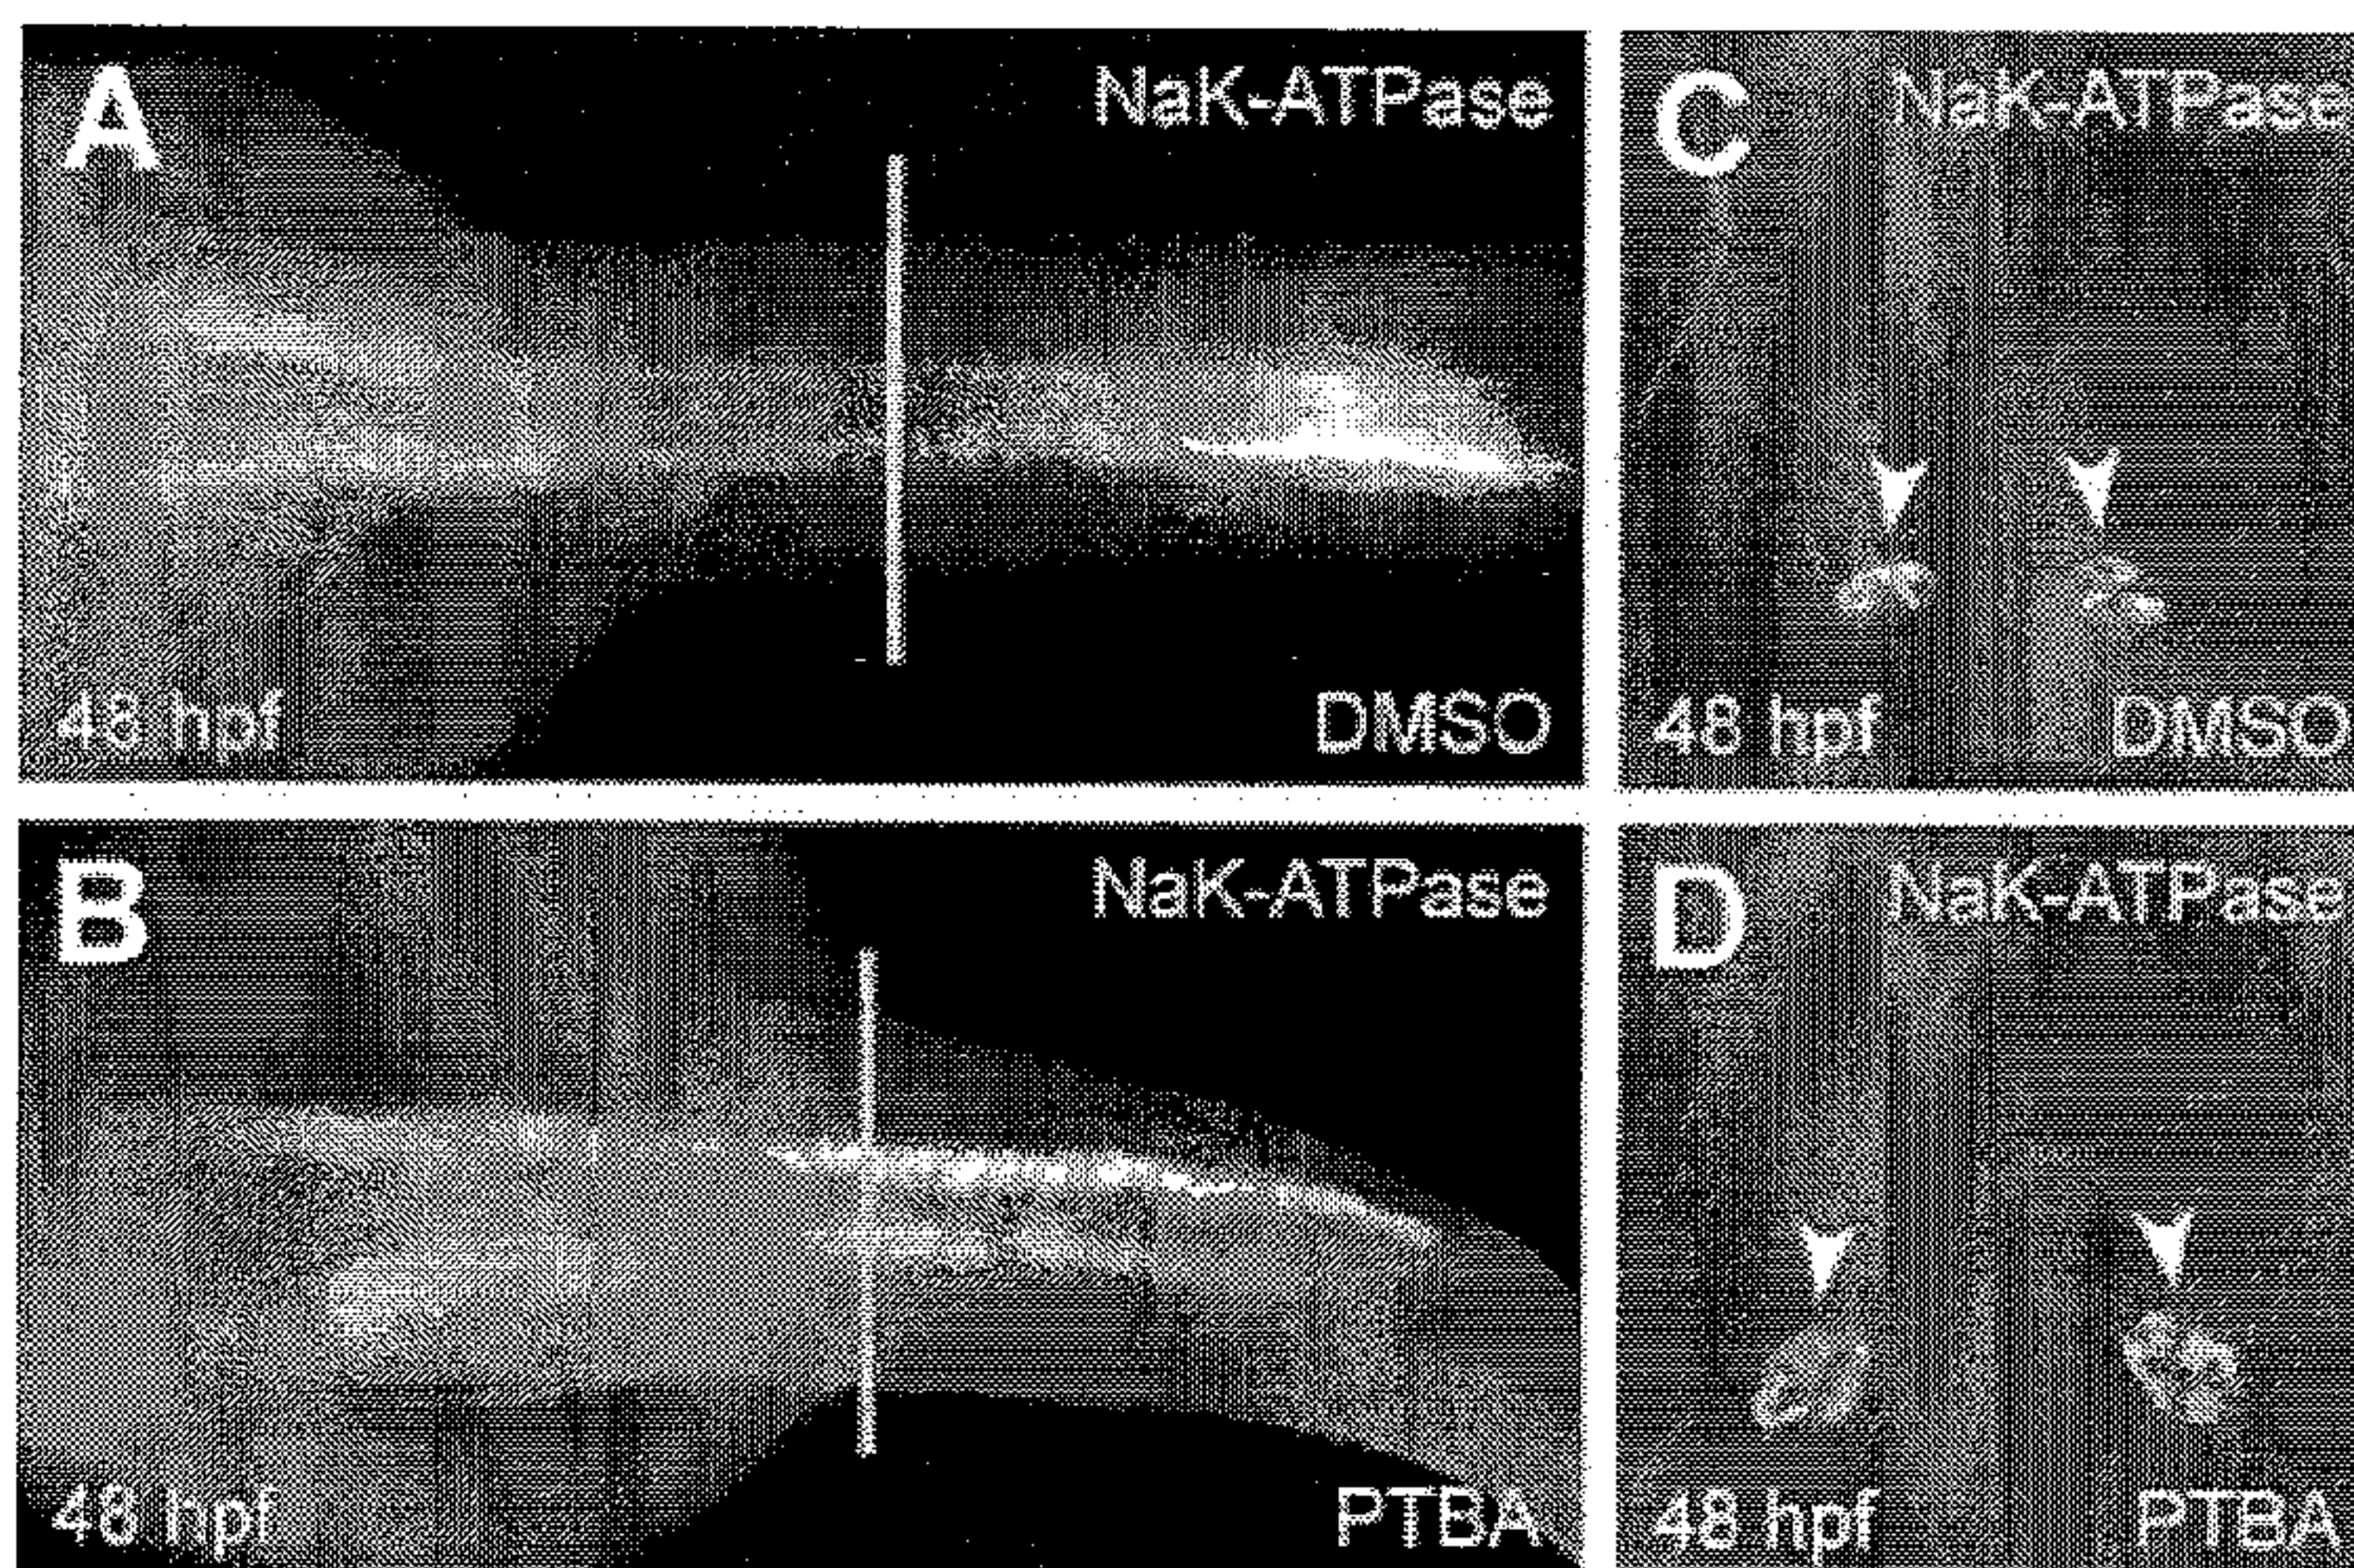 A
NaK-ATPase
48 hpf
DMSO
C
NaK-ATPase
48 hpf
DMSO
B
NaK-ATPase
48 hpf
PTBA
D
NaK-ATPase
48 hpf
PTBA